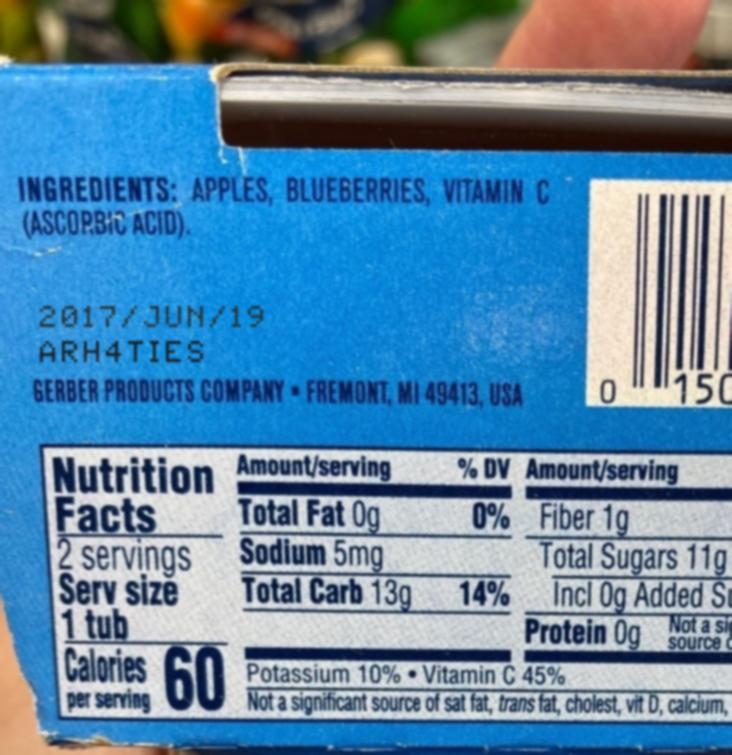 INGREDIENTS: APPLES, BLUEBERRIES, VITAMIN C
(ASCORBIC ACID).
2017/JUN/19
ARH4TIES
GERBER PRODUCTS COMPANY • FREMONT, MI 49413, USA
0 150
Nutrition
Facts
2 servings
Serv size
1 tub
Calories 60
per serving
Amount/serving % DV
Total Fat 0g 0%
Sodium 5mg
Total Carb 13g 14%
Amount/serving
Fiber 1g
Total Sugars 11g
Incl 0g Added
Protein 0g
Not a
source
Potassium 10% • Vitamin C 45%
Not a significant source of sat fat, trans fat, cholest, vit D, calcium,